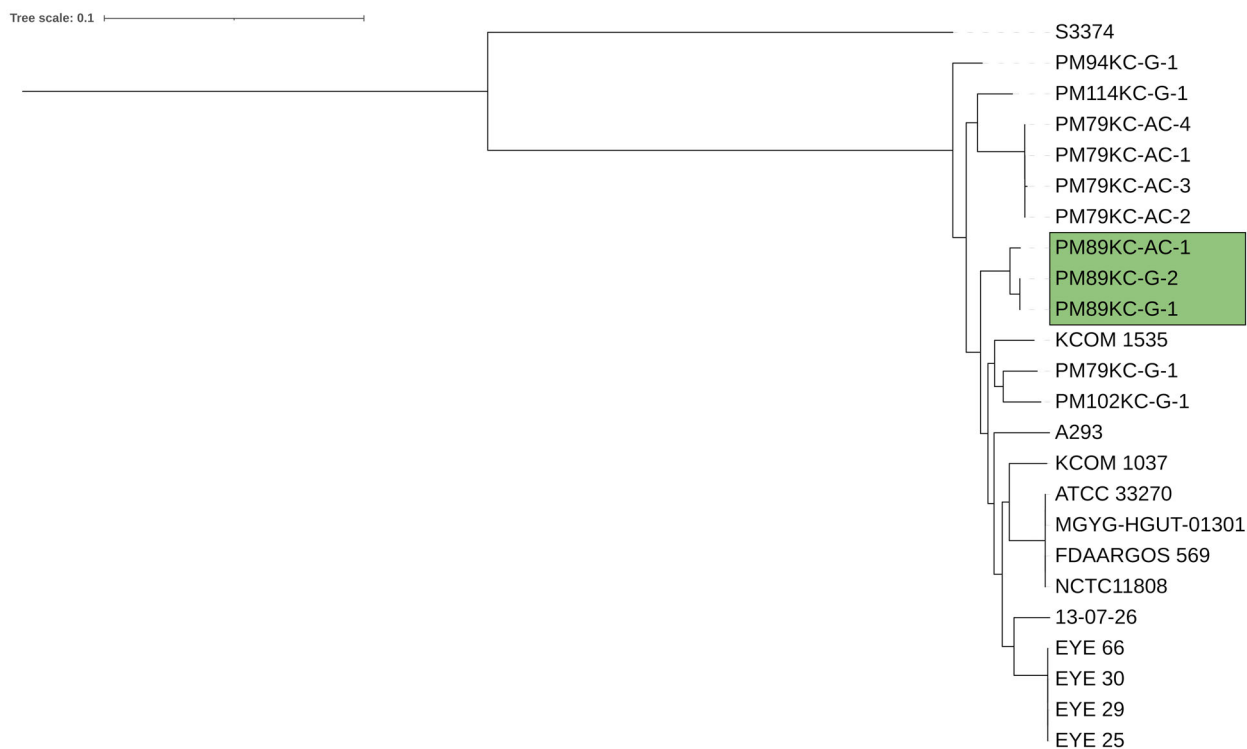 Tree scale: 0.1
S3374
PM94KC-G-1
PM114KC-G-1
PM79KC-AC-4
PM79KC-AC-1
PM79KC-AC-3
PM79KC-AC-2
PM89KC-AC-1
PM89KC-G-2
PM89KC-G-1
KCOM 1535
PM79KC-G-1
PM102KC-G-1
A293
KCOM 1037
ATCC 33270
MGYG-HGUT-01301
FDAARGOS 569
NCTC11808
13-07-26
EYE 66
EYE 30
EYE 29
EYE 25